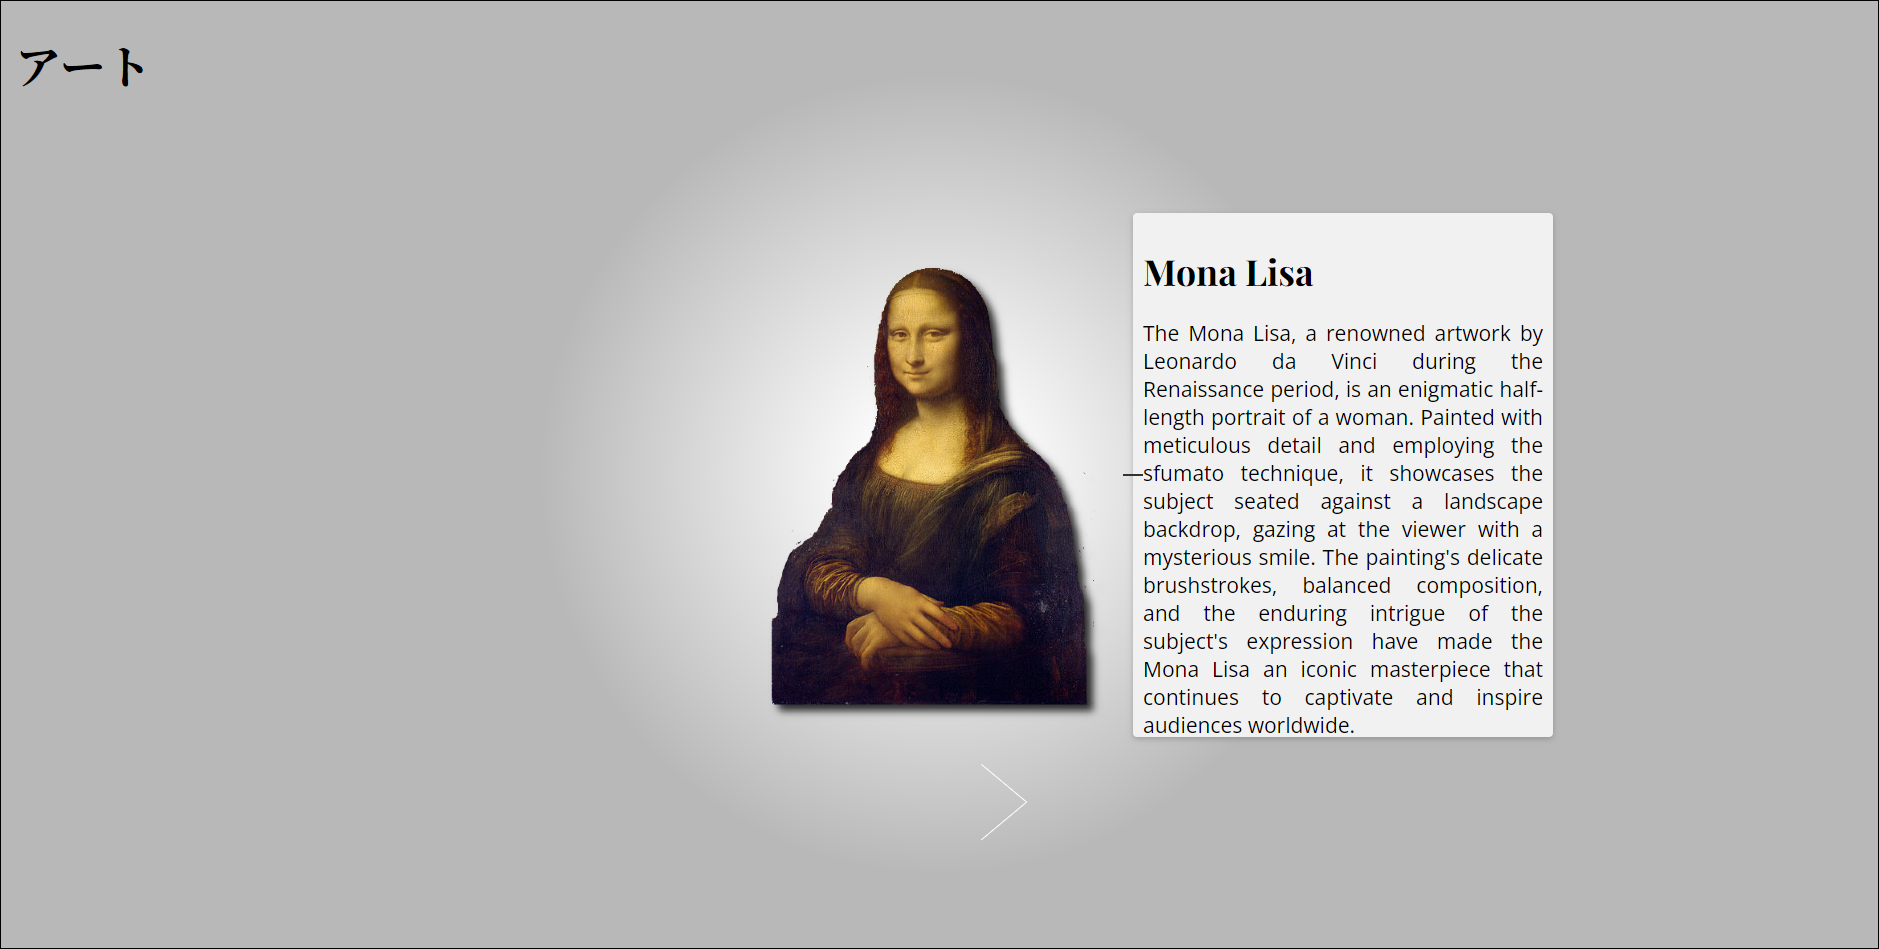 アート
Mona Lisa
The Mona Lisa, a renowned artwork by
Leonardo da Vinci during the
Renaissance period, is an enigmatic half-
length portrait of a woman. Painted with
meticulous detail and employing the
sfumato technique, it showcases the
subject seated against a landscape
backdrop, gazing at the viewer with a
mysterious smile. The painting's delicate
brushstrokes, balanced composition,
and the enduring intrigue of the
subject's expression have made the
Mona Lisa an iconic masterpiece that
continues to captivate and inspire
audiences worldwide.